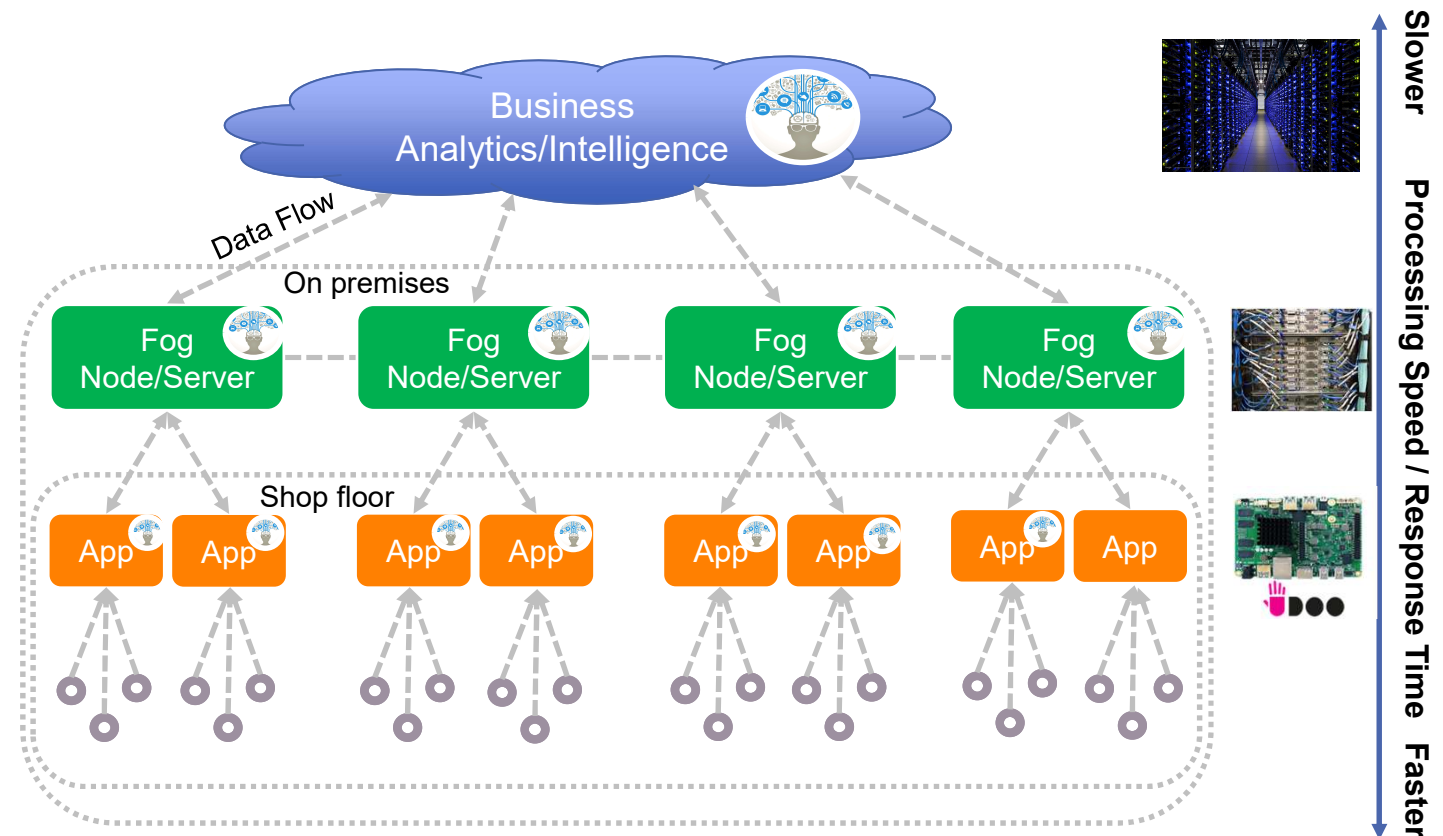 Business
Analytics/Intelligence
Data Flow
On premises
Fog
Node/Server
Fog
Node/Server
Fog
Node/Server
Fog
Node/Server
Shop floor
App
App
App
App
App
App
App
App
UDOO
Slower
Processing Speed / Response Time
Faster